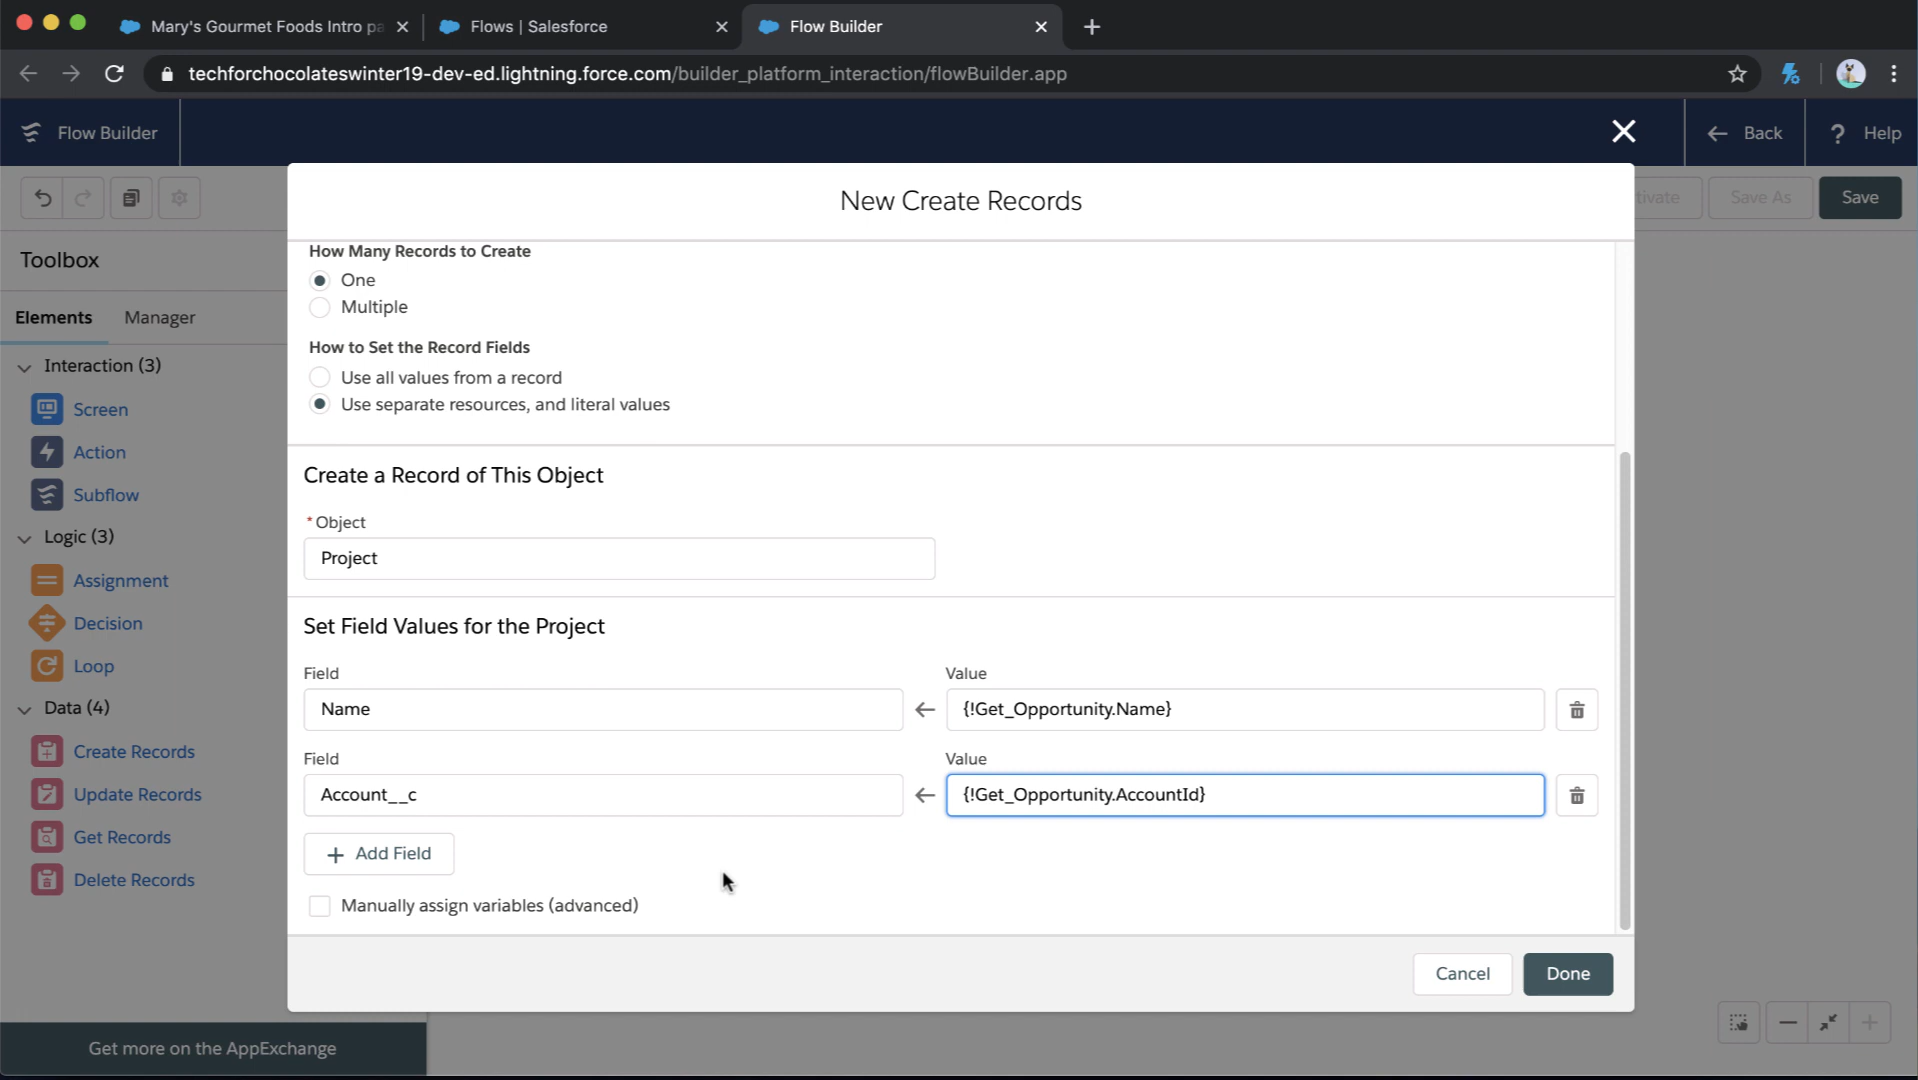 Mary's Gourmet Foods Intro pa
Flows | Salesforce
Flow Builder
techforchocolateswinter19-dev-ed.lightning.force.com/builder_platform_interaction/flowBuilder.app
Flow Builder
Back
? Help
New Create Records
tivate
Save As
Save
Toolbox
Elements
Manager
Interaction (3)
Screen
Action
Subflow
Logic (3)
Assignment
Decision
Loop
Data (4)
Create Records
Update Records
Get Records
Delete Records
Get more on the AppExchange
How Many Records to Create
One
Multiple
How to Set the Record Fields
Use all values from a record
Use separate resources, and literal values
Create a Record of This Object
* Object
Project
Set Field Values for the Project
Field
Value
Name
{!Get_Opportunity.Name}
Field
Value
Account__c
{!Get_Opportunity.AccountId}
+ Add Field
Manually assign variables (advanced)
Cancel
Done